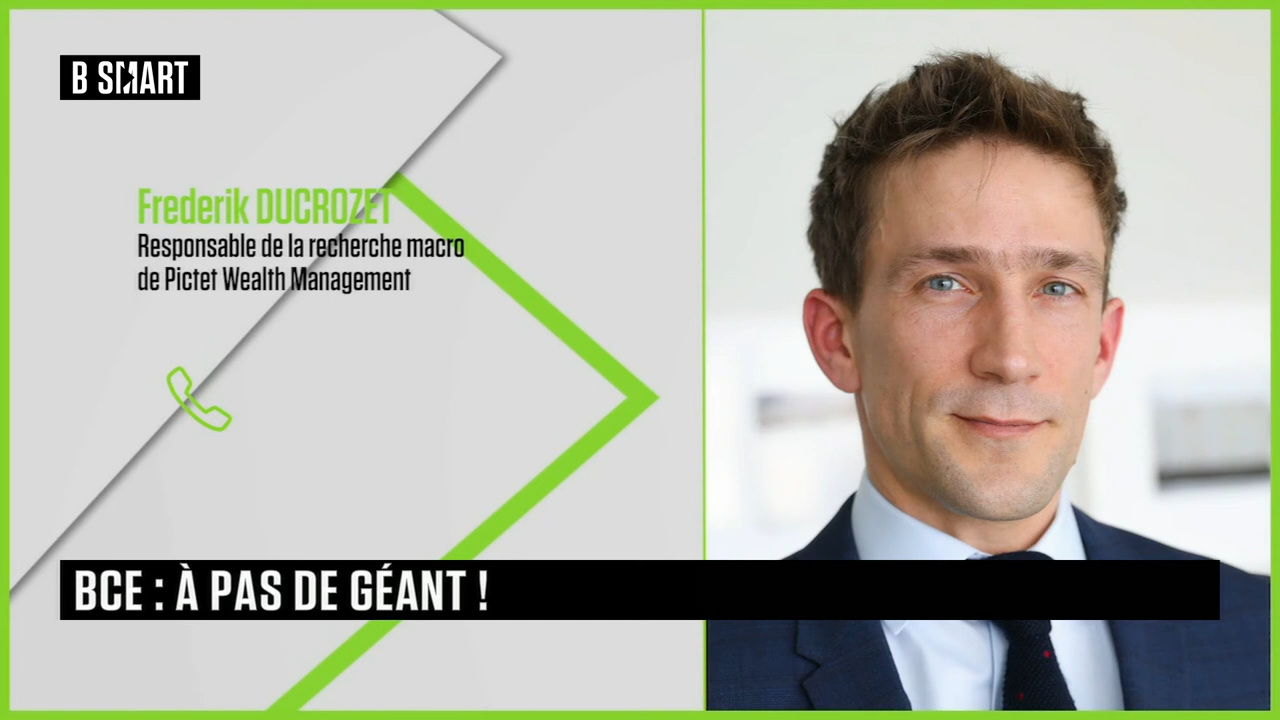 B SMART
Frederik DUCROZET
Responsable de la recherche macro
de Pictet Wealth Management
BCE : À PAS DE GÉANT !